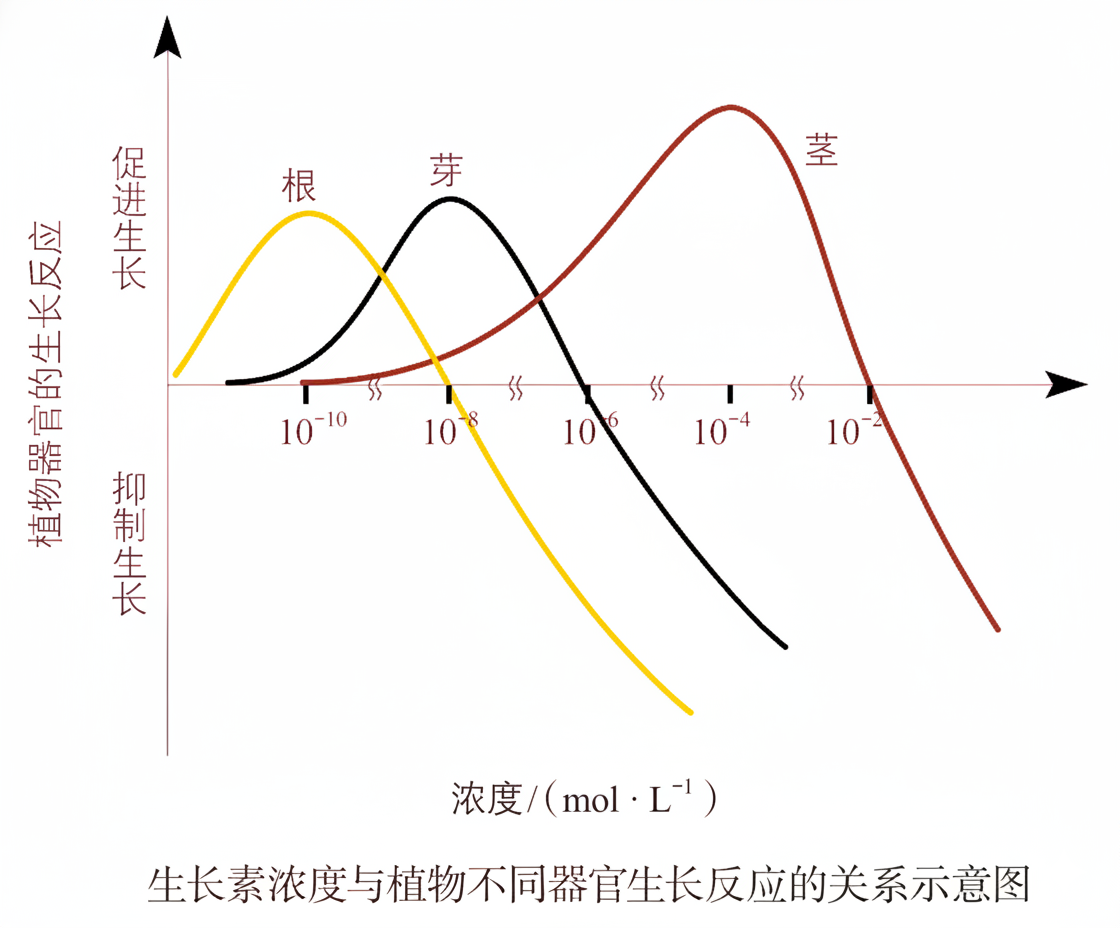 植物器官的生长反应
促进生长
抑制生长
根
芽
茎
10⁻¹⁰
10⁻⁸
10⁻⁶
10⁻⁴
10⁻²
浓度/(mol · L⁻¹)
生长素浓度与植物不同器官生长反应的关系示意图